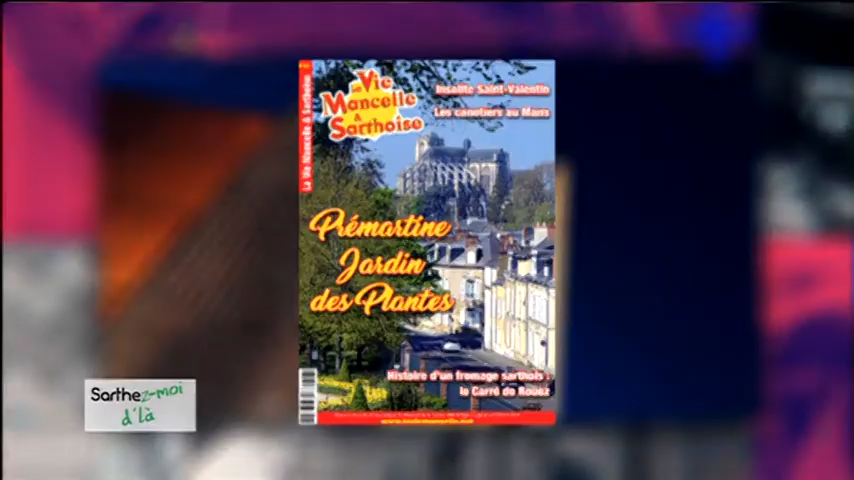 La Vie Mancelle & Sarthoise
La Vie
Mancelle
&
Sarthoise
Insolite Saint-Valentin
Les canotiers au Mans
Prémartine
Jardin
des Plantes
Histoire d'un fromage sarthois :
le Carré de Rouez
Sarthez-moi
d'là